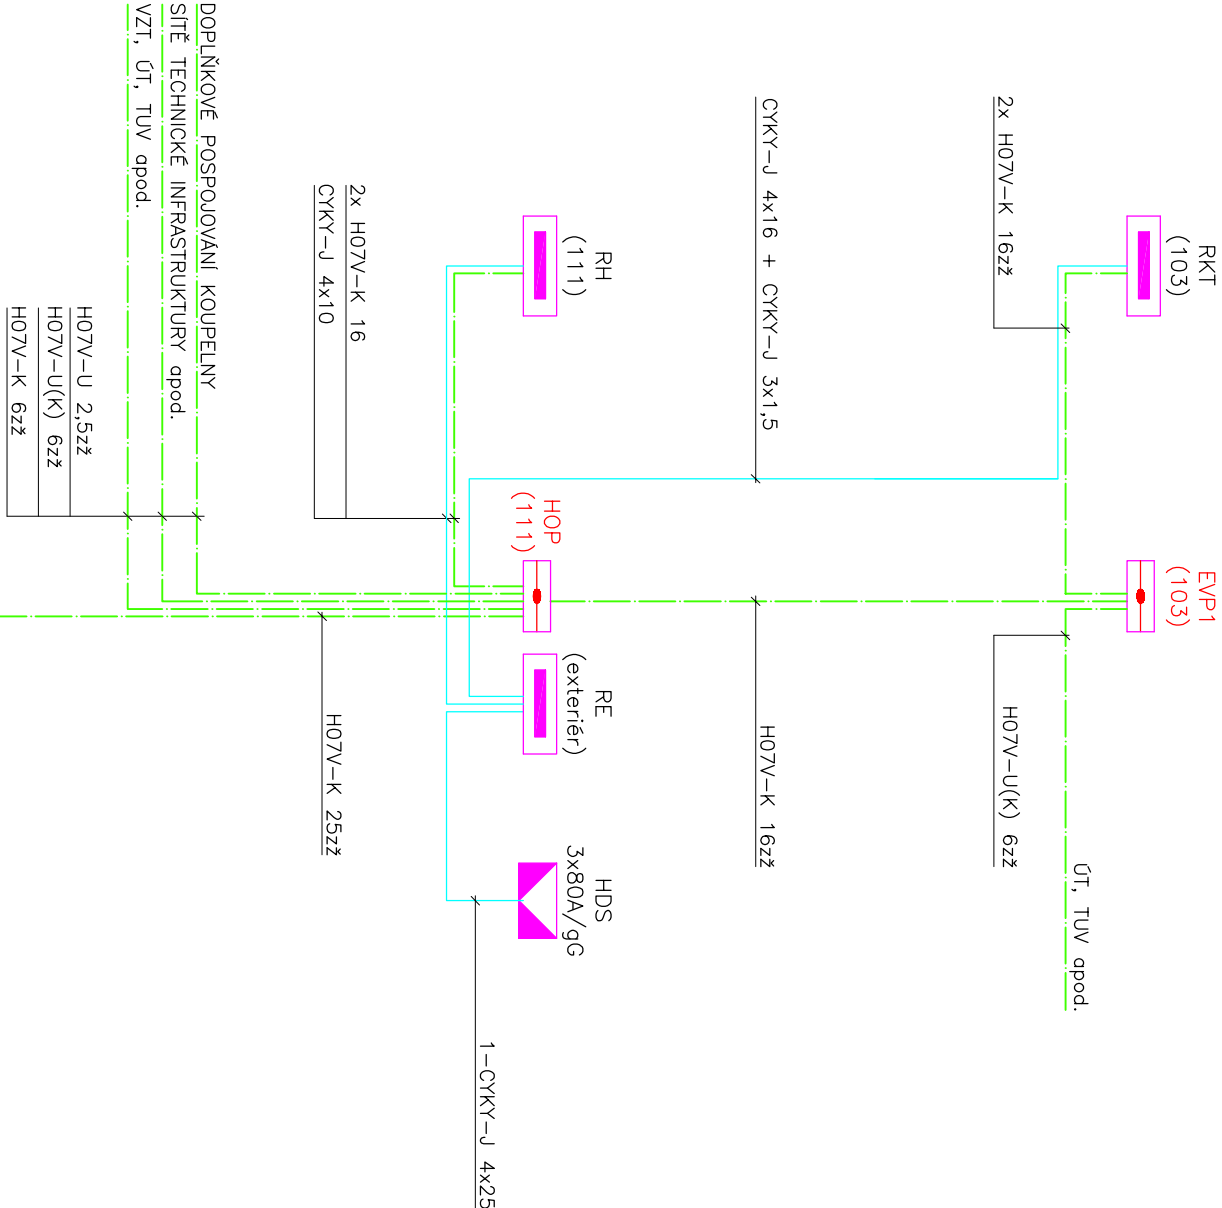 RKT
(103)
EVP1
(103)
2x H07V-K 16zž
H07V-U(K) 6zž
ÚT, TUV apod.
CYKY-J 4x16 + CYKY-J 3x1,5
H07V-K 16zž
RH
(111)
HOP
(111)
RE
(exteriér)
HDS
3x80A/gG
2x H07V-K 16
CYKY-J 4x10
H07V-K 25zž
1-CYKY-J 4x25
DOPLŇKOVÉ POSPOJOVÁNÍ KOUPELNY
SÍTĚ TECHNICKÉ INFRASTRUKTURY apod.
VZT, ÚT, TUV apod.
H07V-U 2,5zž
H07V-U(K) 6zž
H07V-K 6zž